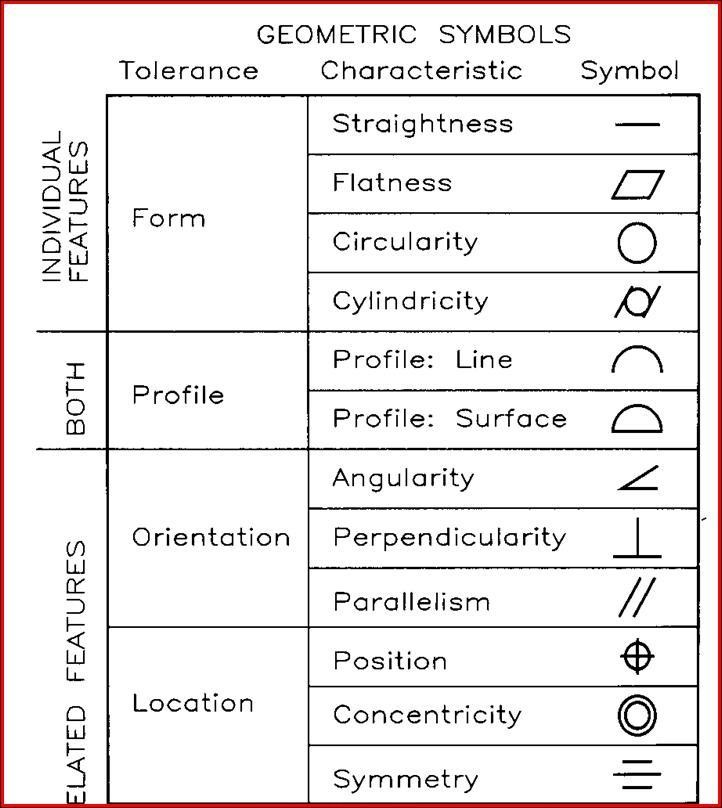 GEOMETRIC SYMBOLS
Tolerance Characteristic Symbol
INDIVIDUAL
FEATURES
Form
Straightness
Flatness
Circularity
Cylindricity
BOTH
Profile
Profile: Line
Profile: Surface
ELATED FEATURES
Orientation
Angularity
Perpendicularity
Parallelism
Location
Position
Concentricity
Symmetry